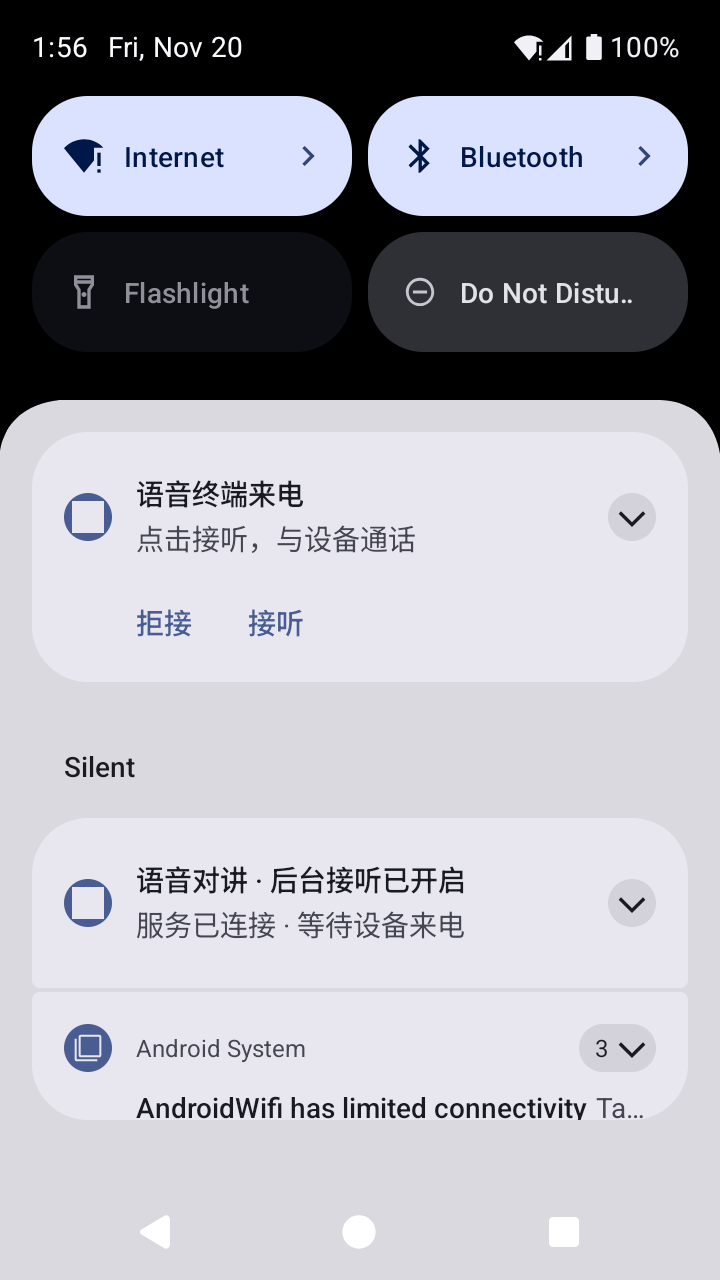 1:56 Fri, Nov 20 100%
Internet
Bluetooth
Flashlight
Do Not Distu..
语音终端来电
点击接听，与设备通话
拒接 接听
Silent
语音对讲 · 后台接听已开启
服务已连接 · 等待设备来电
Android System 3
AndroidWifi has limited connectivity Ta...